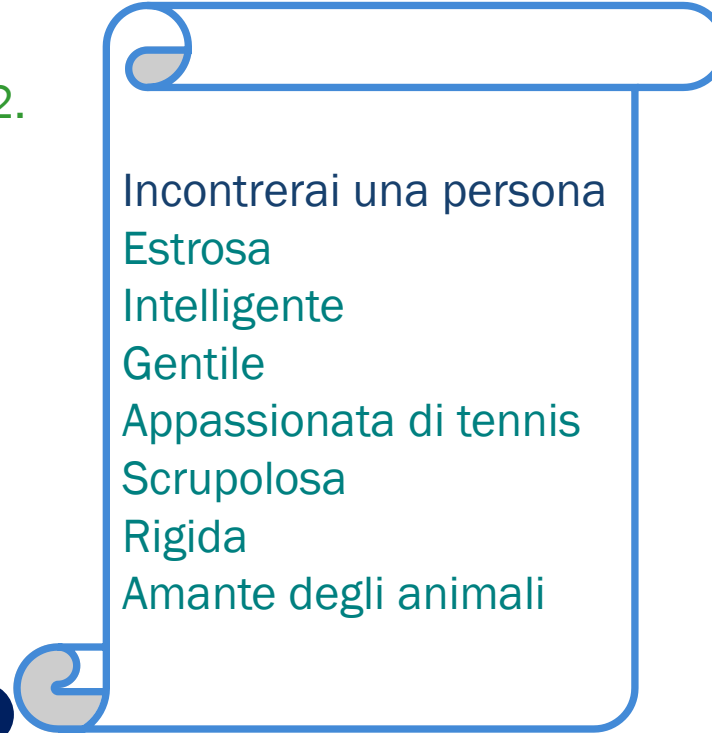 2.
Incontrerai una persona
Estrosa
Intelligente
Gentile
Appassionata di tennis
Scrupolosa
Rigida
Amante degli animali